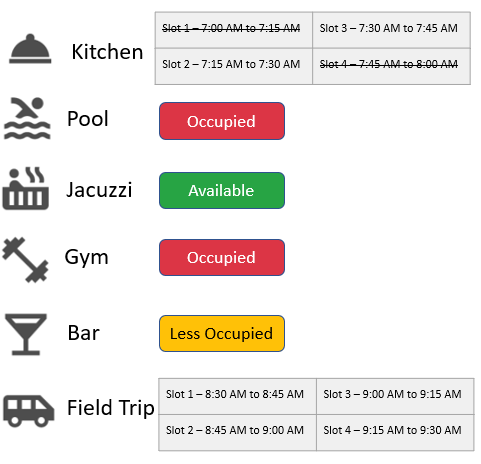 Kitchen
Slot 1 – 7:00 AM to 7:15 AM
Slot 3 – 7:30 AM to 7:45 AM
Slot 2 – 7:15 AM to 7:30 AM
Slot 4 – 7:45 AM to 8:00 AM
Pool
Occupied
Jacuzzi
Available
Gym
Occupied
Bar
Less Occupied
Field Trip
Slot 1 – 8:30 AM to 8:45 AM
Slot 3 – 9:00 AM to 9:15 AM
Slot 2 – 8:45 AM to 9:00 AM
Slot 4 – 9:15 AM to 9:30 AM